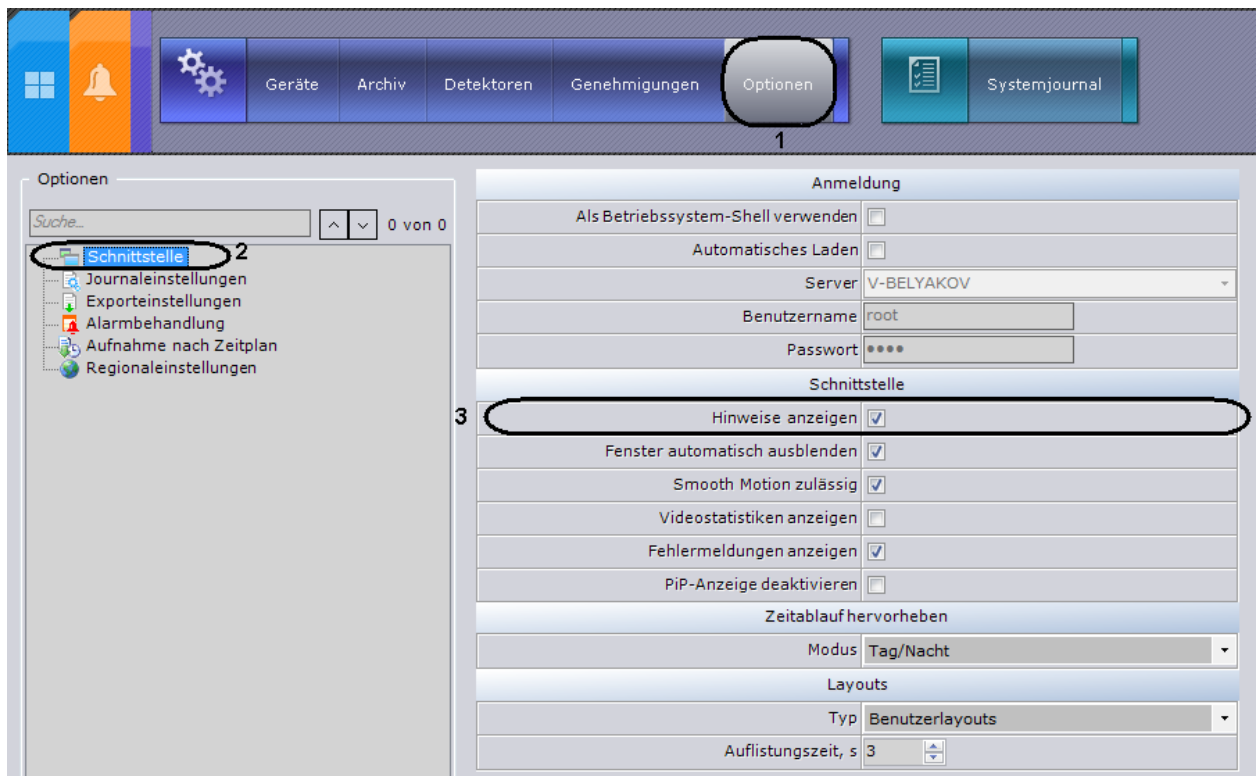 Geräte Archiv Detektoren Genehmigungen Optionen Systemjournal
1
Optionen
Suche...
0 von 0
Schnittstelle 2
Journaleinstellungen
Exporteinstellungen
Alarmbehandlung
Aufnahme nach Zeitplan
Regionaleinstellungen
Anmeldung
Als Betriebssystem-Shell verwenden
Automatisches Laden
Server V-BELYAKOV
Benutzername root
Passwort ••••
Schnittstelle
3 Hinweise anzeigen
Fenster automatisch ausblenden
Smooth Motion zulässig
Videostatistiken anzeigen
Fehlermeldungen anzeigen
PiP-Anzeige deaktivieren
Zeitablauf hervorheben
Modus Tag/Nacht
Layouts
Typ Benutzerlayouts
Auflistungszeit, s 3